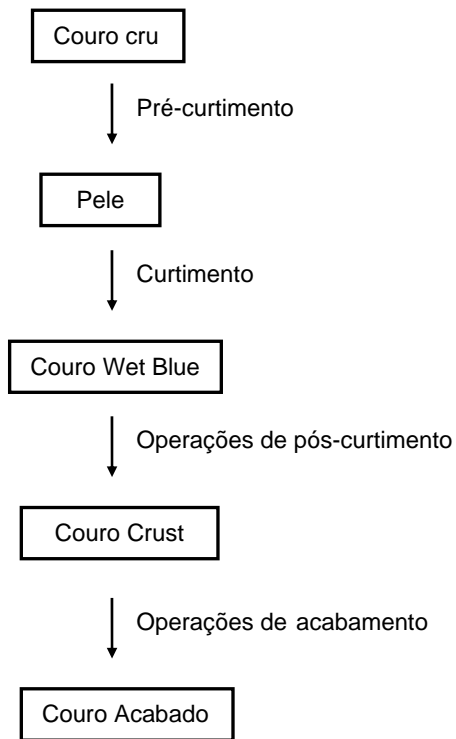 Couro cru
Pré-curtimento
Pele
Curtimento
Couro Wet Blue
Operações de pós-curtimento
Couro Crust
Operações de acabamento
Couro Acabado